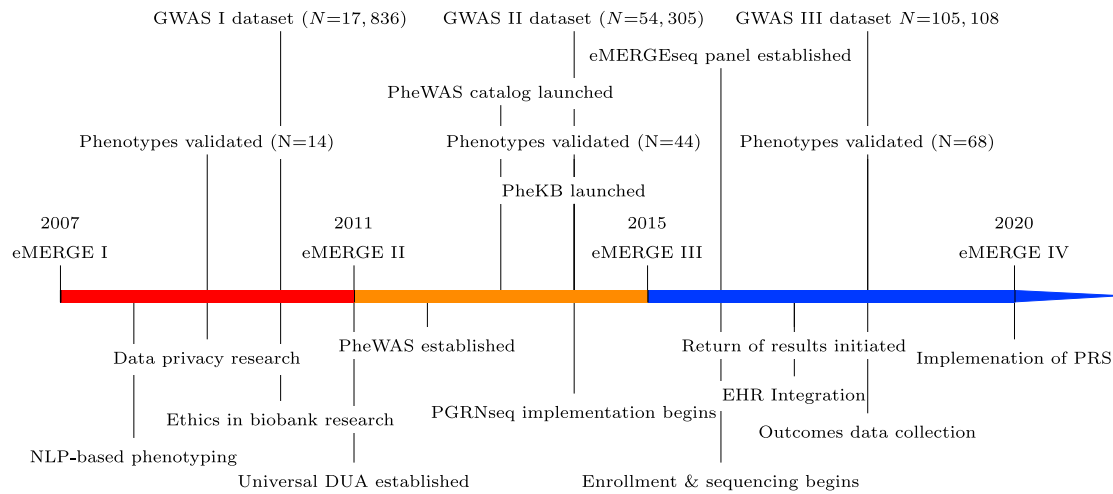 GWAS I dataset (N=17, 836)
GWAS II dataset (N=54, 305)
GWAS III dataset N=105, 108
eMERGEseq panel established
PheWAS catalog launched
Phenotypes validated (N=14)
Phenotypes validated (N=44)
Phenotypes validated (N=68)
PheKB launched
2007
eMERGE I
2011
eMERGE II
2015
eMERGE III
2020
eMERGE IV
Data privacy research
PheWAS established
Return of results initiated
Implemenation of PRS
EHR Integration
Ethics in biobank research
PGRNseq implementation begins
Outcomes data collection
NLP-based phenotyping
Universal DUA established
Enrollment & sequencing begins